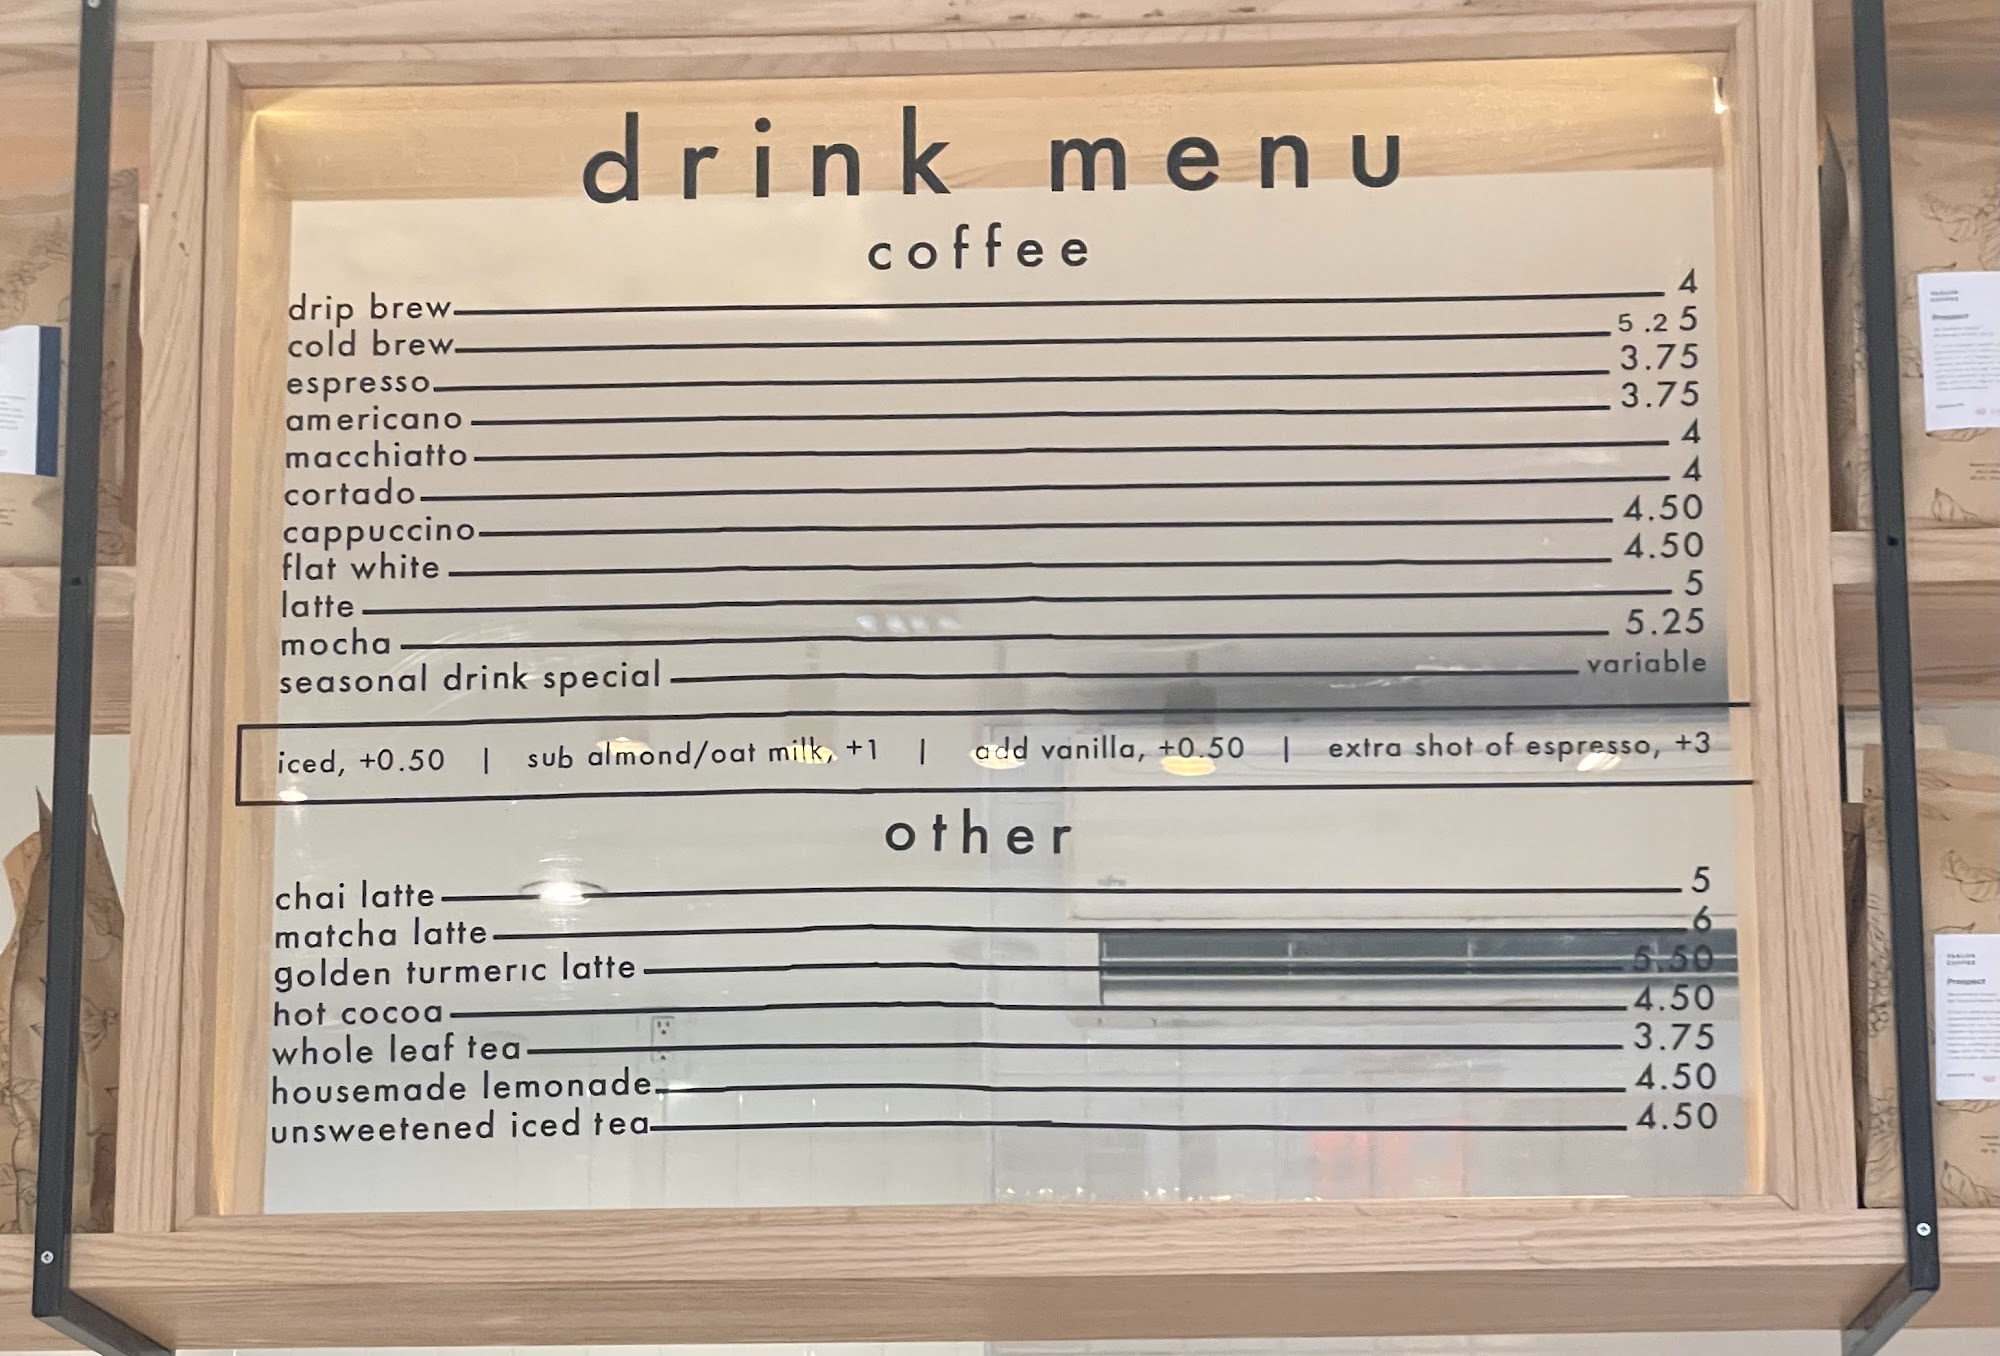 drink menu
coffee
drip brew 4
cold brew 5.25
espresso 3.75
americano 3.75
macchiatto 4
cortado 4
cappuccino 4.50
flat white 4.50
latte 5
mocha 5.25
seasonal drink special variable
iced, +0.50 | sub almond/oat milk, +1 | add vanilla, +0.50 | extra shot of espresso, +3
other
chai latte 5
matcha latte 6
golden turmeric latte 5.50
hot cocoa 4.50
whole leaf tea 3.75
housemade lemonade 4.50
unsweetened iced tea 4.50
Prospect
Prospect